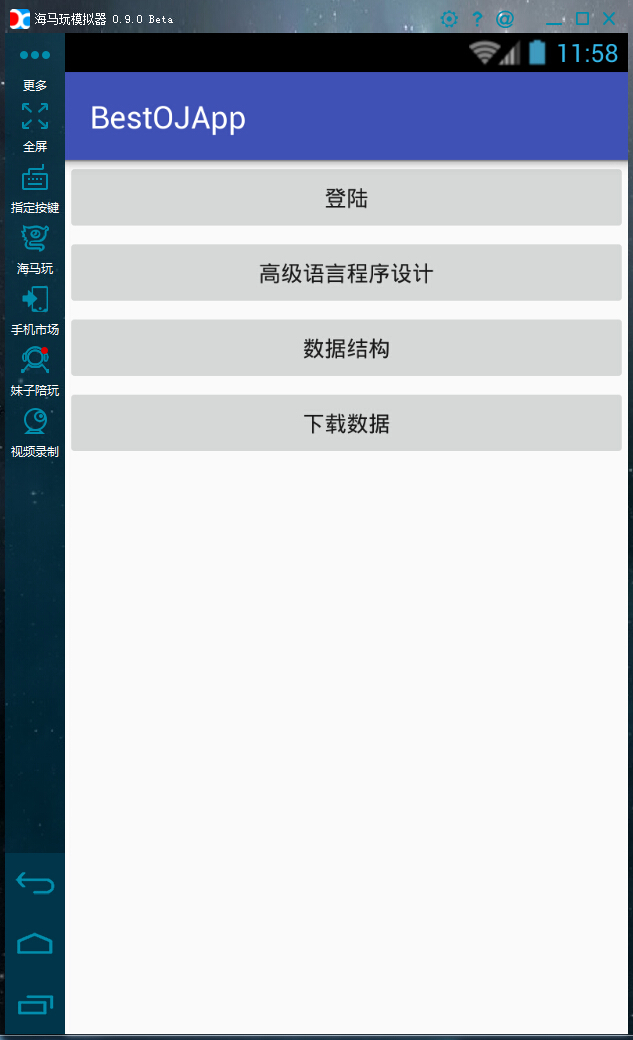 海马玩模拟器 0.9.0 Beta
11:58
更多
全屏
指定按键
海马玩
手机市场
妹子陪玩
视频录制
BestOJApp
登陆
高级语言程序设计
数据结构
下载数据